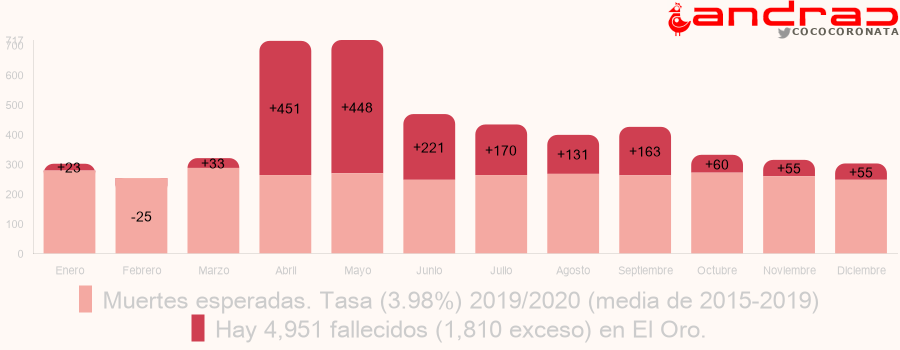 andrac
COCOCORONATA
717
700
600
500
400
300
200
100
0
+23
-25
+33
+451
+448
+221
+170
+131
+163
+60
+55
+55
Enero
Febrero
Marzo
Abril
Mayo
Junio
Julio
Agosto
Septiembre
Octubre
Noviembre
Diciembre
Muertes esperadas. Tasa (3.98%) 2019/2020 (media de 2015-2019)
Hay 4,951 fallecidos (1,810 exceso) en El Oro.